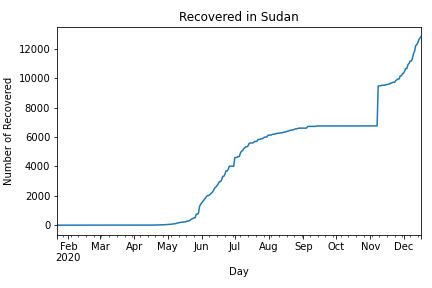 Recovered in Sudan
Number of Recovered
12000
10000
8000
6000
4000
2000
0
Feb Mar Apr May Jun Jul Aug Sep Oct Nov Dec
2020
Day